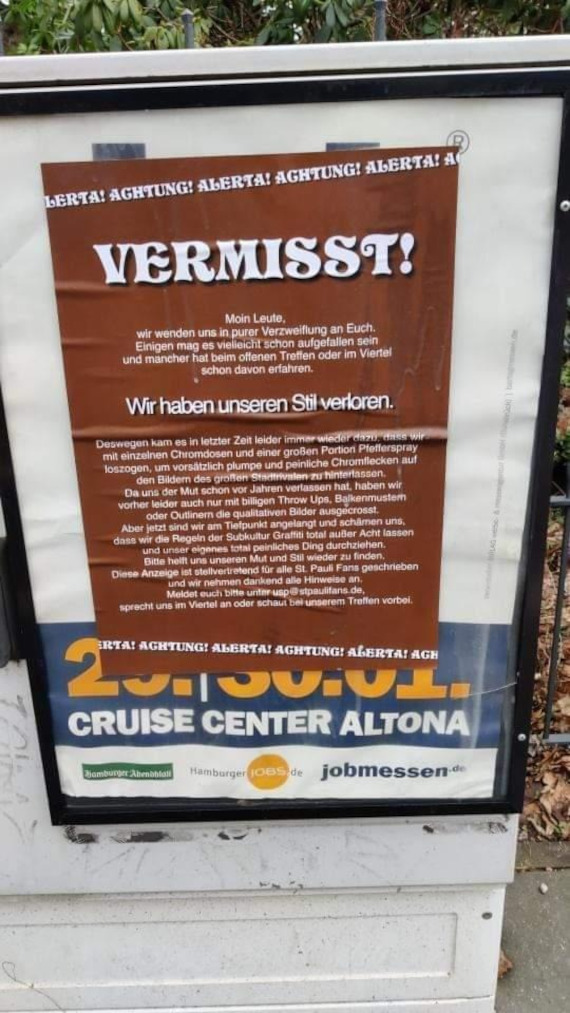 ®
LERTA! ACHTUNG! ALERTA! ACHTUNG! ALERTA! A
VERMISST!
Moin Leute,
wir wenden uns in purer Verzweiflung an Euch.
Einigen mag es vielleicht schon aufgefallen sein
und mancher hat beim offenen Treffen oder im Viertel
schon davon erfahren.
Wir haben unseren Stil verloren.
Deswegen kam es in letzter Zeit leider immer wieder dazu, dass wir
mit einzelnen Chromdosen und einer großen Portion Pfefferspray
loszogen, um vorsätzlich plumpe und peinliche Chromflecken auf
den Bildern des großen Stadtrivalen zu hinterlassen.
Da uns der Mut schon vor Jahren verlassen hat, haben wir
vorher leider auch nur mit billigen Throw Ups, Balkenmustern
oder Outlinern die qualitativen Bilder ausgecrosst.
Aber jetzt sind wir am Tiefpunkt angelangt und schämen uns,
dass wir die Regeln der Subkultur Graffiti total außer Acht lassen
und unser eigenes total peinliches Ding durchziehen.
Bitte helft uns unseren Mut und Stil wieder zu finden.
Diese Anzeige ist stellvertretend für alle St. Pauli Fans geschrieben
und wir nehmen dankend alle Hinweise an.
Meldet euch bitte unter usp@stpaulifans.de,
sprecht uns im Viertel an oder schaut bei unserem Treffen vorbei.
ERTA! ACHTUNG! ALERTA! ACHTUNG! ALERTA! ACH
29. | 30.01.
CRUISE CENTER ALTONA
Hamburger Abendblatt
Hamburger JOBS.de
jobmessen.de